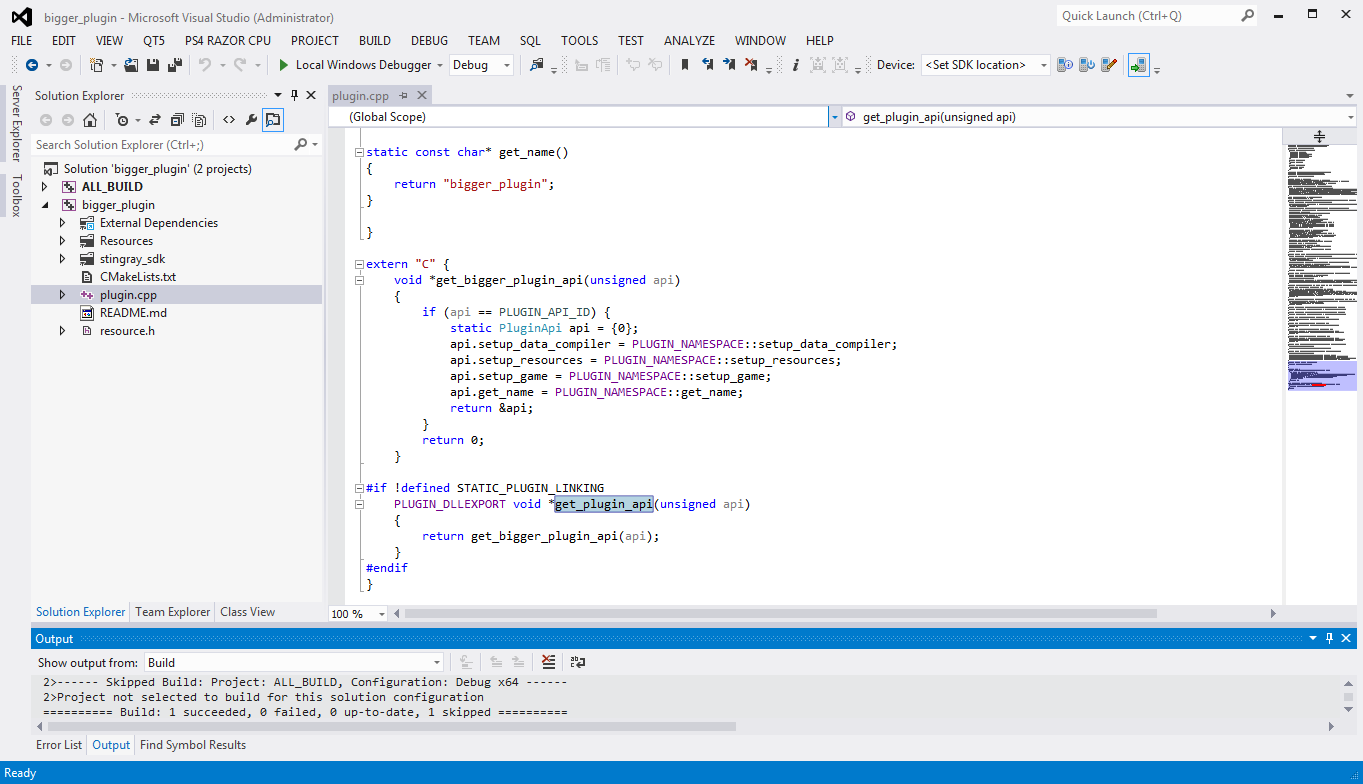 bigger_plugin - Microsoft Visual Studio (Administrator)
Quick Launch (Ctrl+Q)
FILE EDIT VIEW QT5 PS4 RAZOR CPU PROJECT BUILD DEBUG TEAM SQL TOOLS TEST ANALYZE WINDOW HELP
Local Windows Debugger Debug Device: <Set SDK location>
Server Explorer
Toolbox
Solution Explorer
Search Solution Explorer (Ctrl+;)
Solution 'bigger_plugin' (2 projects)
ALL_BUILD
bigger_plugin
External Dependencies
Resources
stingray_sdk
CMakeLists.txt
plugin.cpp
README.md
resource.h
Solution Explorer Team Explorer Class View
plugin.cpp
(Global Scope) get_plugin_api(unsigned api)
static const char* get_name()
{
return "bigger_plugin";
}
}
extern "C" {
void *get_bigger_plugin_api(unsigned api)
{
if (api == PLUGIN_API_ID) {
static PluginApi api = {0};
api.setup_data_compiler = PLUGIN_NAMESPACE::setup_data_compiler;
api.setup_resources = PLUGIN_NAMESPACE::setup_resources;
api.setup_game = PLUGIN_NAMESPACE::setup_game;
api.get_name = PLUGIN_NAMESPACE::get_name;
return &api;
}
return 0;
}
#if !defined STATIC_PLUGIN_LINKING
PLUGIN_DLLEXPORT void *get_plugin_api(unsigned api)
{
return get_bigger_plugin_api(api);
}
#endif
}
100 %
Output
Show output from: Build
2>------ Skipped Build: Project: ALL_BUILD, Configuration: Debug x64 ------
2>Project not selected to build for this solution configuration
========== Build: 1 succeeded, 0 failed, 0 up-to-date, 1 skipped ==========
Error List Output Find Symbol Results
Ready